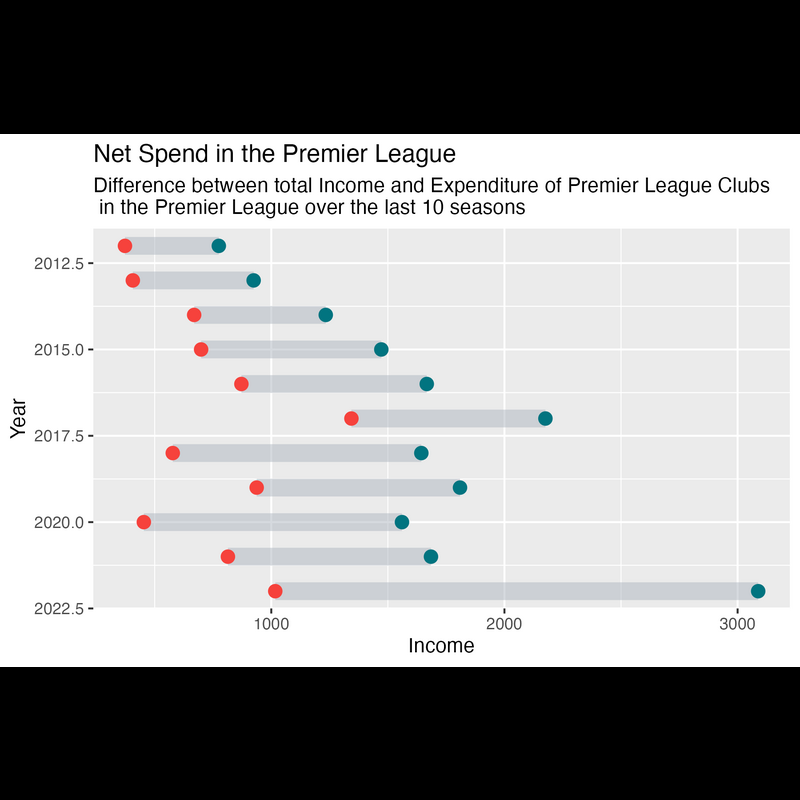 Net Spend in the Premier League
Difference between total Income and Expenditure of Premier League Clubs
in the Premier League over the last 10 seasons
Year
2012.5
2015.0
2017.5
2020.0
2022.5
1000 2000 3000
Income